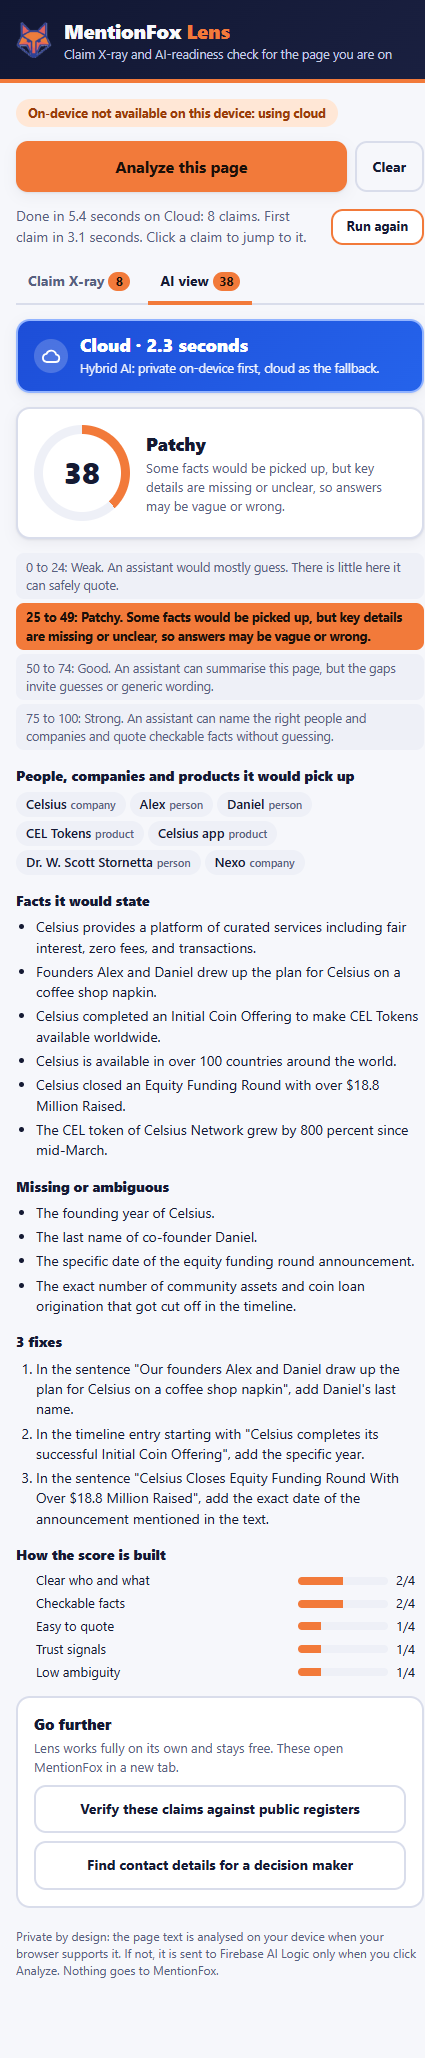 MentionFox Lens
Claim X-ray and AI-readiness check for the page you are on
On-device not available on this device: using cloud
Analyze this page
Clear
Done in 5.4 seconds on Cloud: 8 claims. First
claim in 3.1 seconds. Click a claim to jump to it.
Run again
Claim X-ray 8
AI view 38
Cloud · 2.3 seconds
Hybrid AI: private on-device first, cloud as the fallback.
38
Patchy
Some facts would be picked up, but key
details are missing or unclear, so answers
may be vague or wrong.
0 to 24: Weak. An assistant would mostly guess. There is little here it
can safely quote.
25 to 49: Patchy. Some facts would be picked up, but key details
are missing or unclear, so answers may be vague or wrong.
50 to 74: Good. An assistant can summarise this page, but the gaps
invite guesses or generic wording.
75 to 100: Strong. An assistant can name the right people and
companies and quote checkable facts without guessing.
People, companies and products it would pick up
Celsius company Alex person Daniel person
CEL Tokens product Celsius app product
Dr. W. Scott Stornetta person Nexo company
Facts it would state
• Celsius provides a platform of curated services including fair
interest, zero fees, and transactions.
• Founders Alex and Daniel drew up the plan for Celsius on a
coffee shop napkin.
• Celsius completed an Initial Coin Offering to make CEL Tokens
available worldwide.
• Celsius is available in over 100 countries around the world.
• Celsius closed an Equity Funding Round with over $18.8
Million Raised.
• The CEL token of Celsius Network grew by 800 percent since
mid-March.
Missing or ambiguous
• The founding year of Celsius.
• The last name of co-founder Daniel.
• The specific date of the equity funding round announcement.
• The exact number of community assets and coin loan
origination that got cut off in the timeline.
3 fixes
1. In the sentence "Our founders Alex and Daniel draw up the
plan for Celsius on a coffee shop napkin", add Daniel's last
name.
2. In the timeline entry starting with "Celsius completes its
successful Initial Coin Offering", add the specific year.
3. In the sentence "Celsius Closes Equity Funding Round With
Over $18.8 Million Raised", add the exact date of the
announcement mentioned in the text.
How the score is built
Clear who and what 2/4
Checkable facts 2/4
Easy to quote 1/4
Trust signals 1/4
Low ambiguity 1/4
Go further
Lens works fully on its own and stays free. These open
MentionFox in a new tab.
Verify these claims against public registers
Find contact details for a decision maker
Private by design: the page text is analysed on your device when your
browser supports it. If not, it is sent to Firebase AI Logic only when you click
Analyze. Nothing goes to MentionFox.